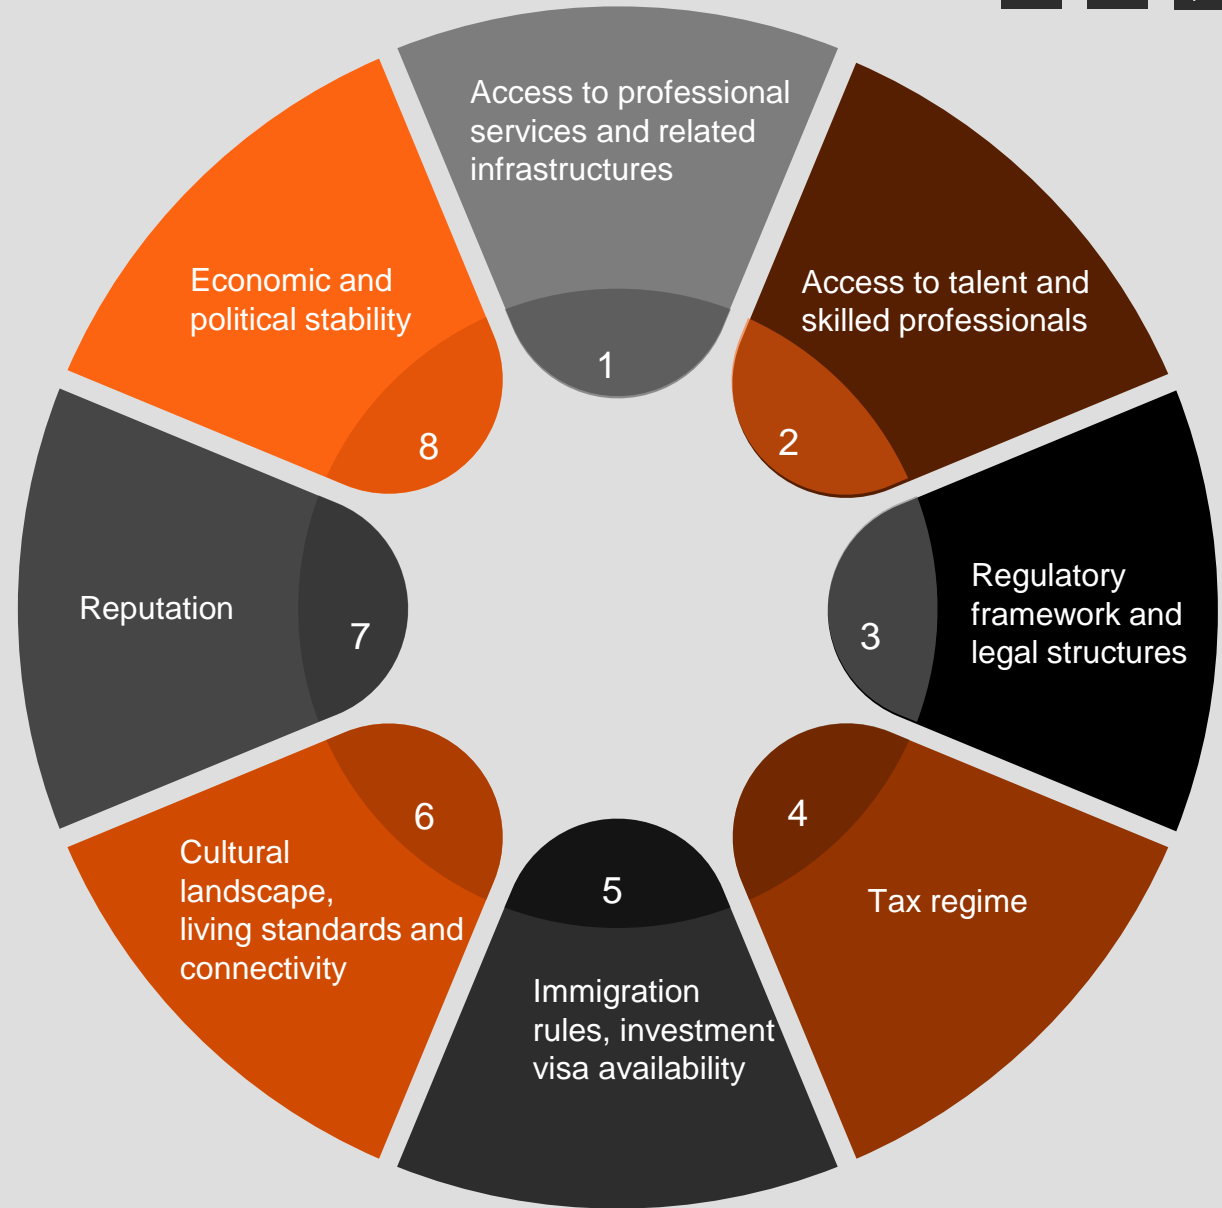 Access to professional
services and related
infrastructures
1
Access to talent and
skilled professionals
2
Regulatory
framework and
legal structures
3
Tax regime
4
Immigration
rules, investment
visa availability
5
Cultural
landscape,
living standards and
connectivity
6
Reputation
7
Economic and
political stability
8